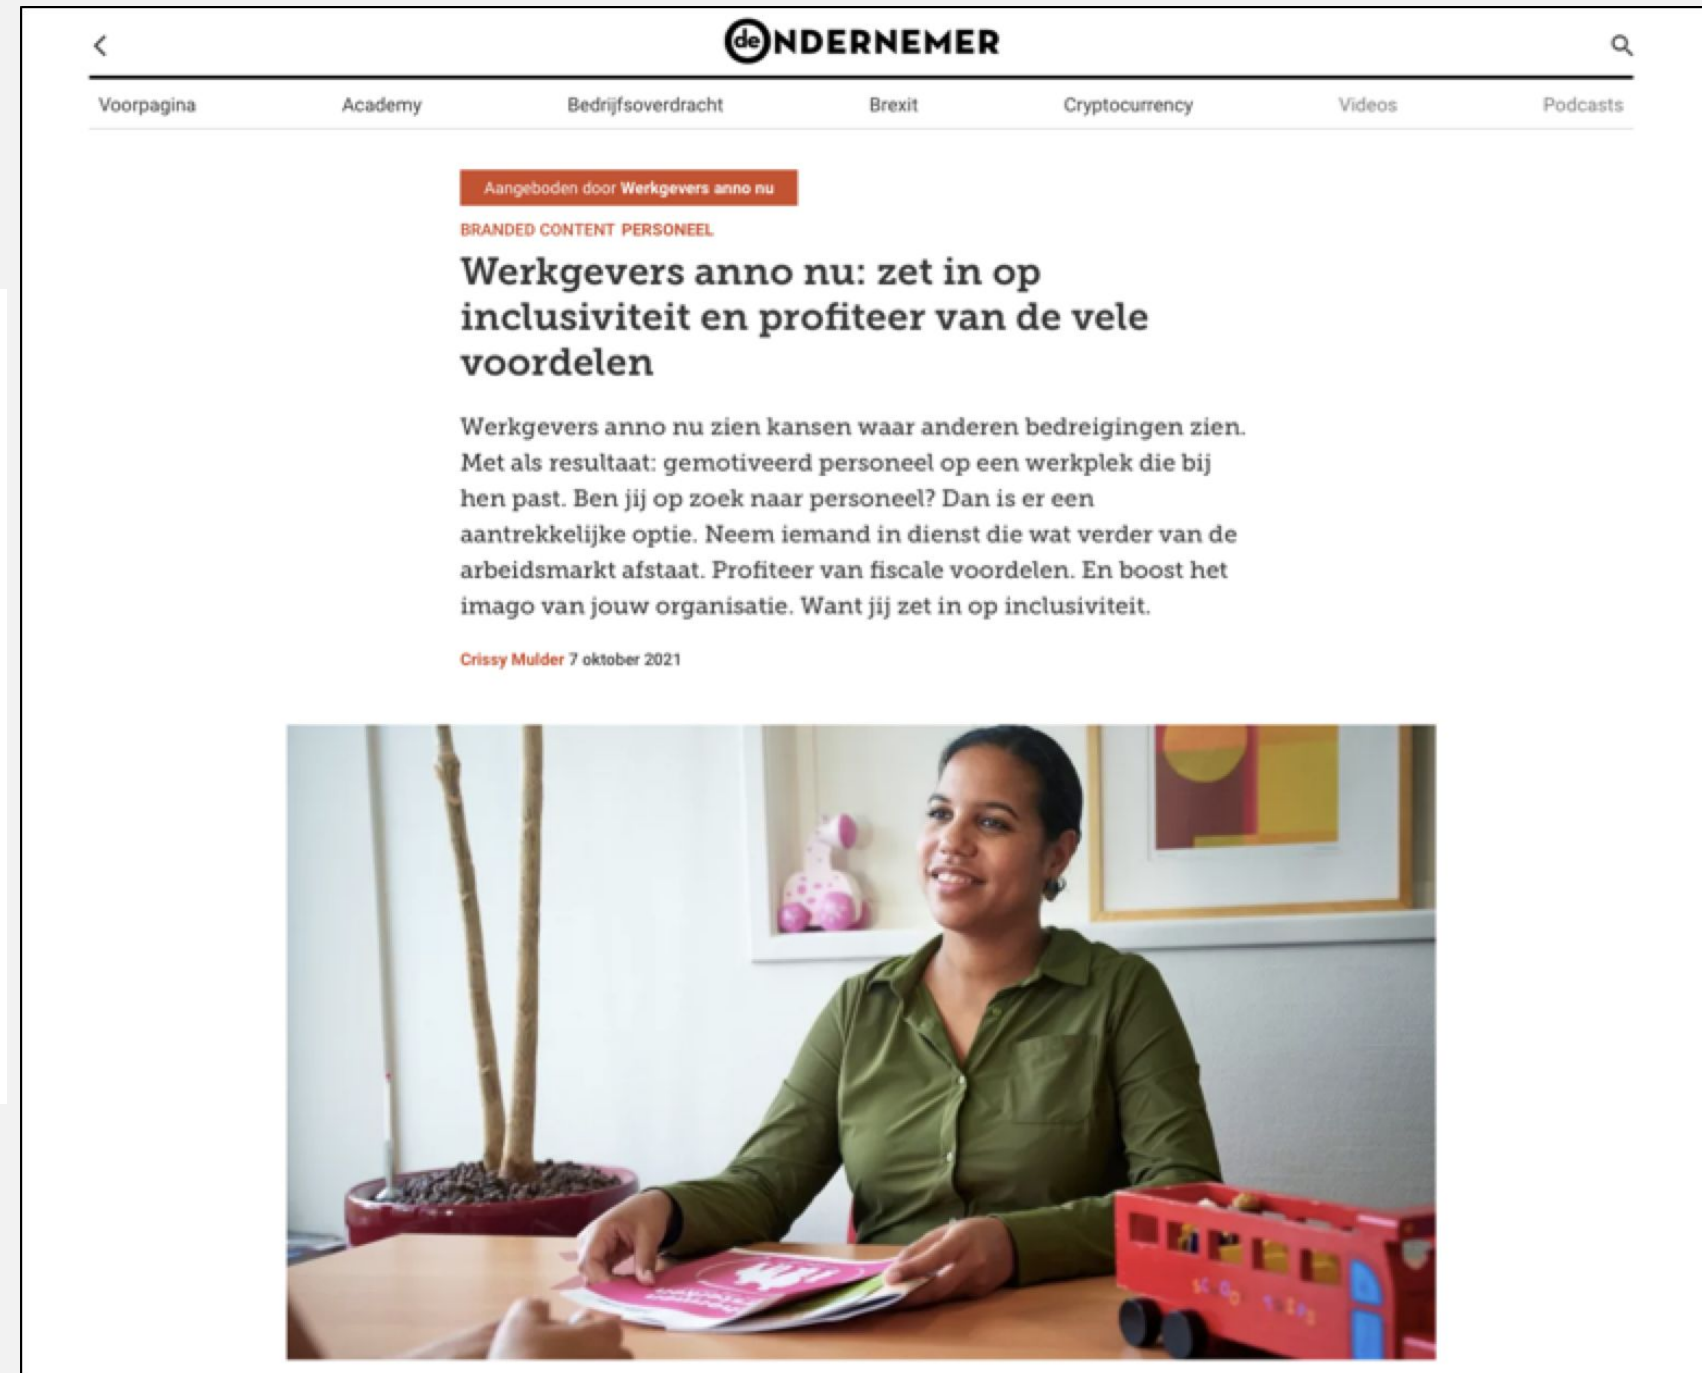 deONDERNEMER
Voorpagina
Academy
Bedrijfsoverdracht
Brexit
Cryptocurrency
Videos
Podcasts
Aangeboden door Werkgevers anno nu
BRANDED CONTENT PERSONEEL
Werkgevers anno nu: zet in op
inclusiviteit en profiteer van de vele
voordelen
Werkgevers anno nu zien kansen waar anderen bedreigingen zien.
Met als resultaat: gemotiveerd personeel op een werkplek die bij
hen past. Ben jij op zoek naar personeel? Dan is er een
aantrekkelijke optie. Neem iemand in dienst die wat verder van de
arbeidsmarkt afstaat. Profiteer van fiscale voordelen. En boost het
imago van jouw organisatie. Want jij zet in op inclusiviteit.
Crissy Mulder 7 oktober 2021